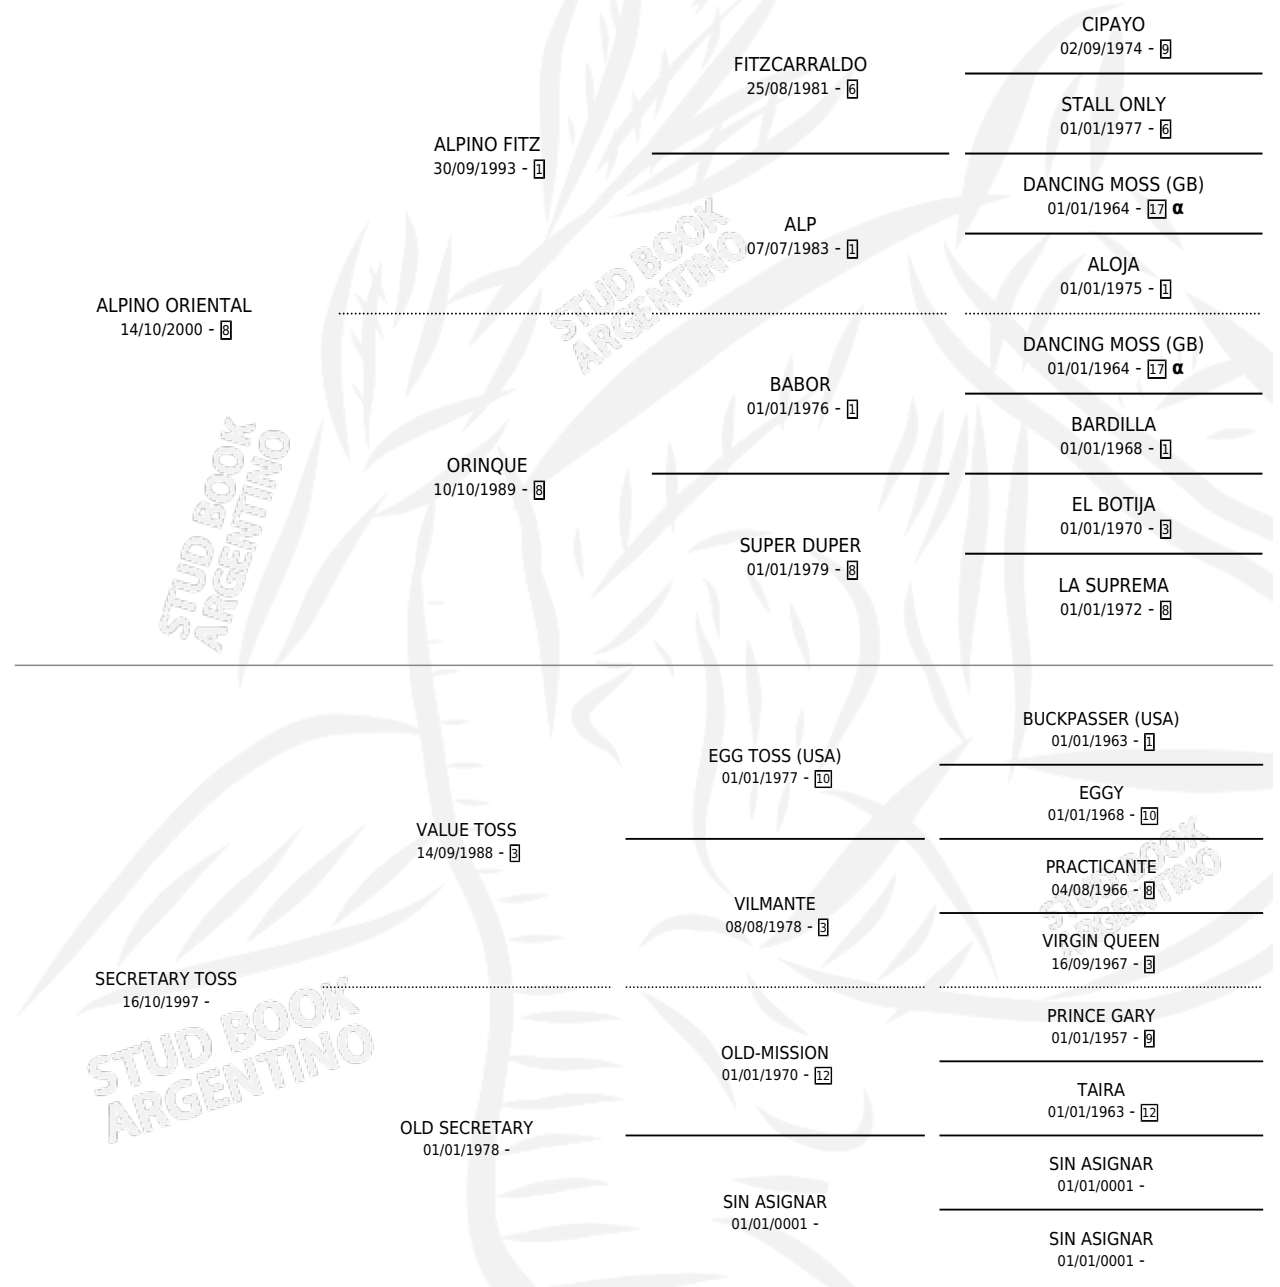 CIPAYO
02/09/1974 - 9
FITZCARRALDO
25/08/1981 - 6
STALL ONLY
01/01/1977 - 6
ALPINO FITZ
30/09/1993 - 1
DANCING MOSS (GB)
01/01/1964 - 17 α
ALP
07/07/1983 - 1
ALOJA
01/01/1975 - 1
ALPINO ORIENTAL
14/10/2000 - 8
DANCING MOSS (GB)
01/01/1964 - 17 α
BABOR
01/01/1976 - 1
BARDILLA
01/01/1968 - 1
ORINQUE
10/10/1989 - 8
EL BOTIJA
01/01/1970 - 3
SUPER DUPER
01/01/1979 - 8
LA SUPREMA
01/01/1972 - 8
STUD BOOK
ARGENTINO
STUD BOOK
ARGENTINO
BUCKPASSER (USA)
01/01/1963 - 1
EGG TOSS (USA)
01/01/1977 - 10
EGGY
01/01/1968 - 10
VALUE TOSS
14/09/1988 - 3
PRACTICANTE
04/08/1966 - 8
VILMANTE
08/08/1978 - 3
VIRGIN QUEEN
16/09/1967 - 3
SECRETARY TOSS
16/10/1997 -
PRINCE GARY
01/01/1957 - 9
OLD-MISSION
01/01/1970 - 12
TAIRA
01/01/1963 - 12
OLD SECRETARY
01/01/1978 -
SIN ASIGNAR
01/01/0001 -
SIN ASIGNAR
01/01/0001 -
SIN ASIGNAR
01/01/0001 -
STUD BOOK
ARGENTINO
STUD BOOK
ARGENTINO